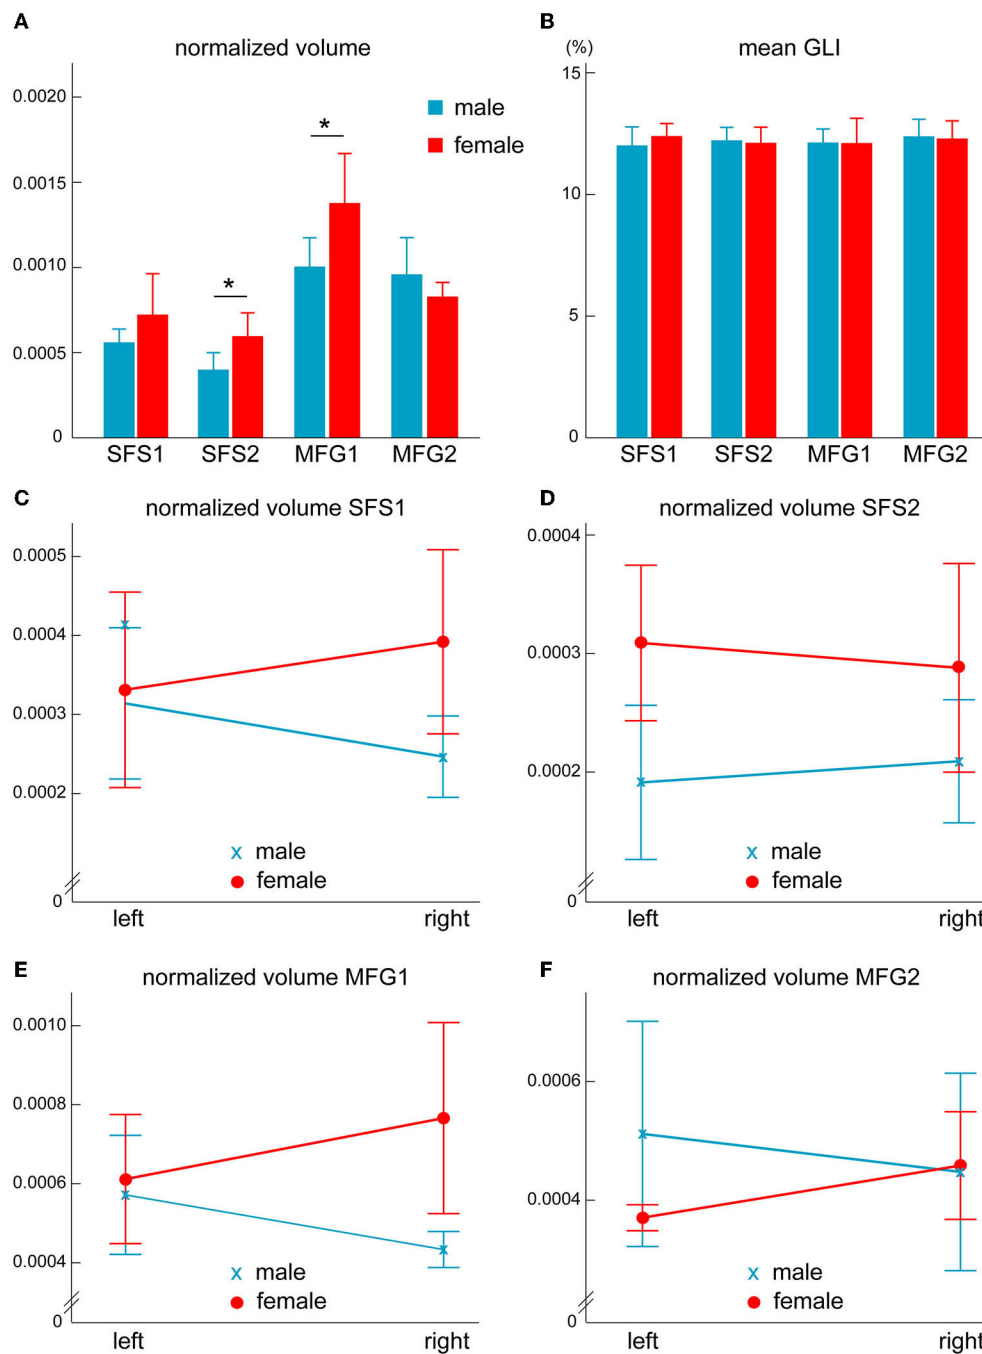 A
normalized volume
0.0020
0.0015
0.0010
0.0005
0
male
female
*
*
SFS1 SFS2 MFG1 MFG2
B
(%)
mean GLI
15
10
5
0
SFS1 SFS2 MFG1 MFG2
C
normalized volume SFS1
0.0005
0.0004
0.0003
0.0002
0
x male
female
left right
D
normalized volume SFS2
0.0004
0.0003
0.0002
0
x male
female
left right
E
normalized volume MFG1
0.0010
0.0008
0.0006
0.0004
0
x male
female
left right
F
normalized volume MFG2
0.0006
0.0004
0
x male
female
left right